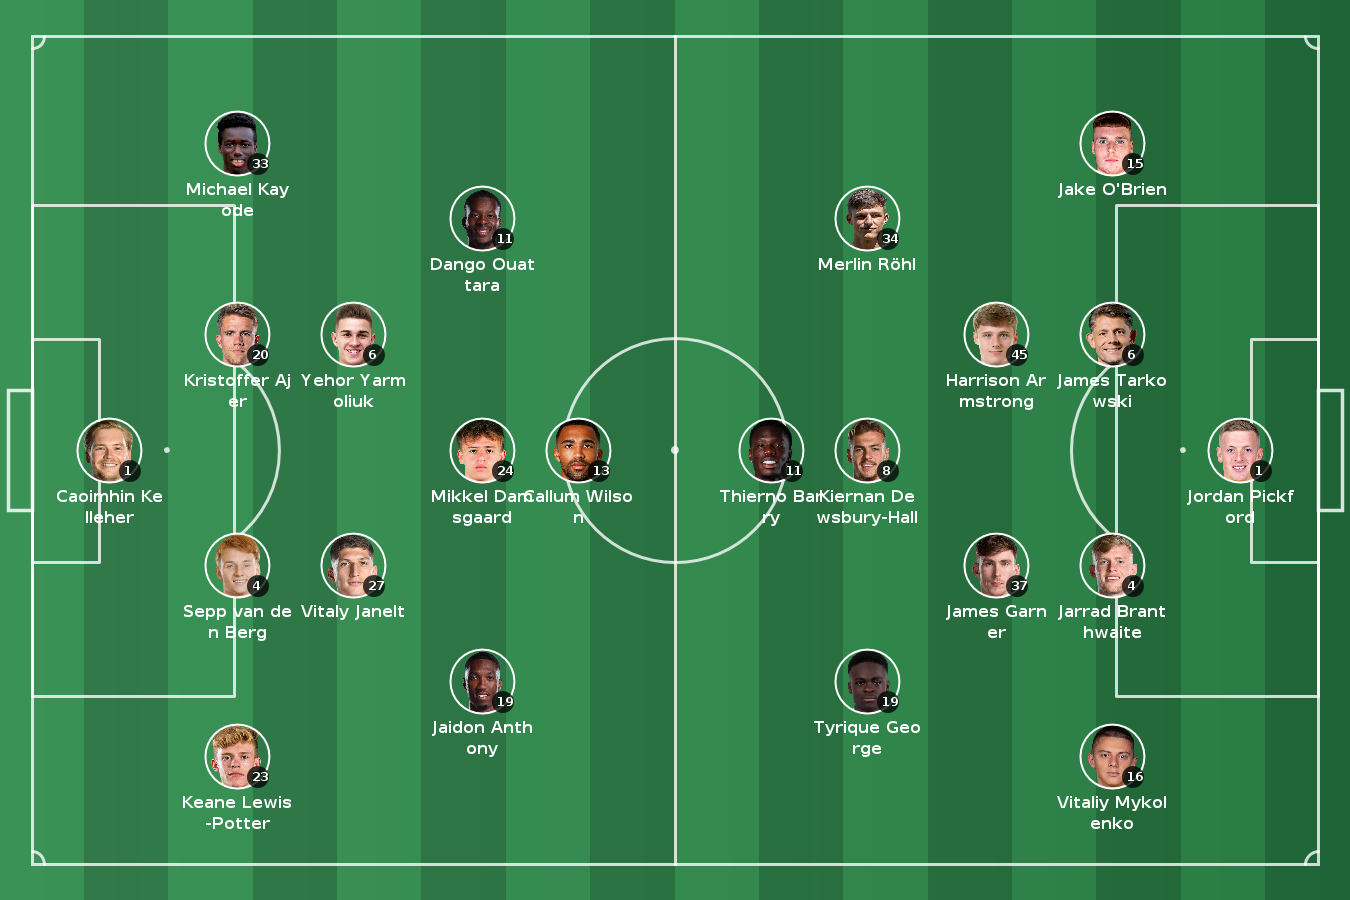 33
Michael Kay
ode
15
Jake O'Brien
11
Dango Ouat
tara
34
Merlin Röhl
20
Kristoffer Aj
er
6
Yehor Yarm
oliuk
45
Harrison Ar
mstrong
6
James Tarko
wski
1
Caoimhin Ke
lleher
24
Mikkel Dam
sgaard
13
Callum Wilso
n
11
Thierno Bar
ry
8
Kiernan De
wsbury-Hall
1
Jordan Pickf
ord
4
Sepp van de
n Berg
27
Vitaly Janelt
37
James Garn
er
4
Jarrad Brant
hwaite
19
Jaidon Anth
ony
19
Tyrique Geo
rge
23
Keane Lewis
-Potter
16
Vitaliy Mykol
enko